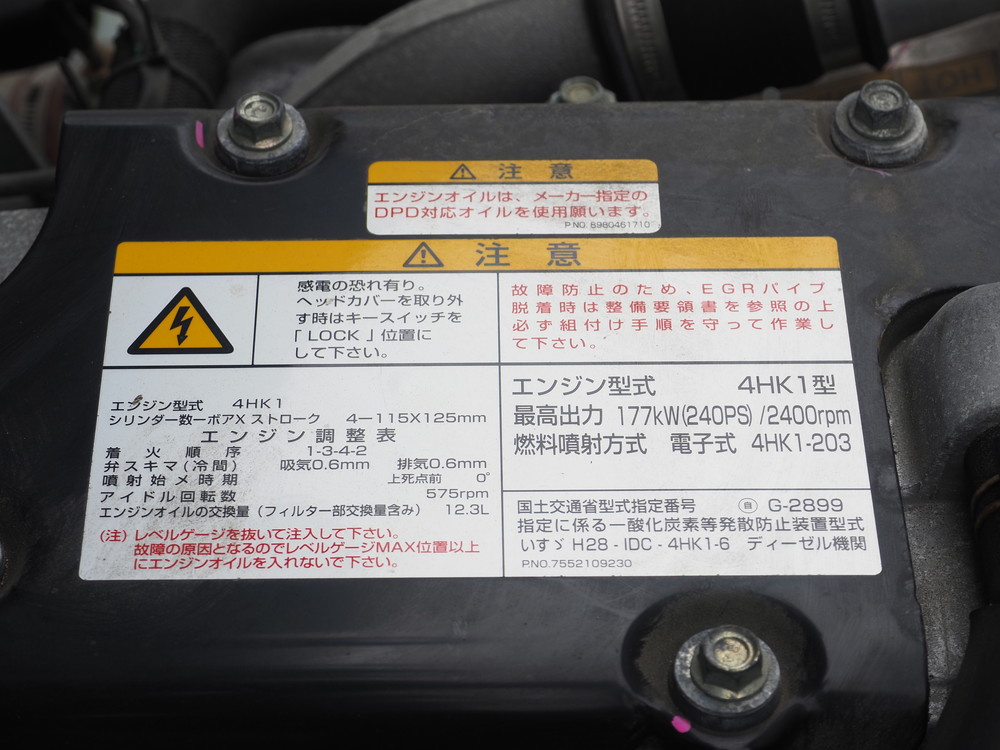 注意
エンジンオイルは、メーカー指定の
DPD対応オイルを使用願います。
P.NO. 8980461710
注意
感電の恐れ有り。
ヘッドカバーを取り外
す時はキースイッチを
「LOCK」位置に
して下さい。
故障防止のため、EGRパイプ
脱着時は整備要領書を参照の上
必ず組付け手順を守って作業し
て下さい。
エンジン型式 4HK1
シリンダー数ーボアXストローク 4ー115X125mm
エンジン調整表
着火順序 1-3-4-2
弁スキマ(冷間) 吸気0.6mm 排気0.6mm
噴射始メ時期 上死点前 0°
アイドル回転数 575rpm
エンジンオイルの交換量(フィルター部交換量含み) 12.3L
(注)レベルゲージを抜いて注入して下さい。
故障の原因となるのでレベルゲージMAX位置以上
にエンジンオイルを入れないで下さい。
エンジン型式 4HK1型
最高出力 177kW(240PS)/2400rpm
燃料噴射方式 電子式 4HK1-203
国土交通省型式指定番号 ㊐ G-2899
指定に係る一酸化炭素等発散防止装置型式
いすゞ H28-IDC-4HK1-6 ディーゼル機関
P.NO.7552109230
HOT